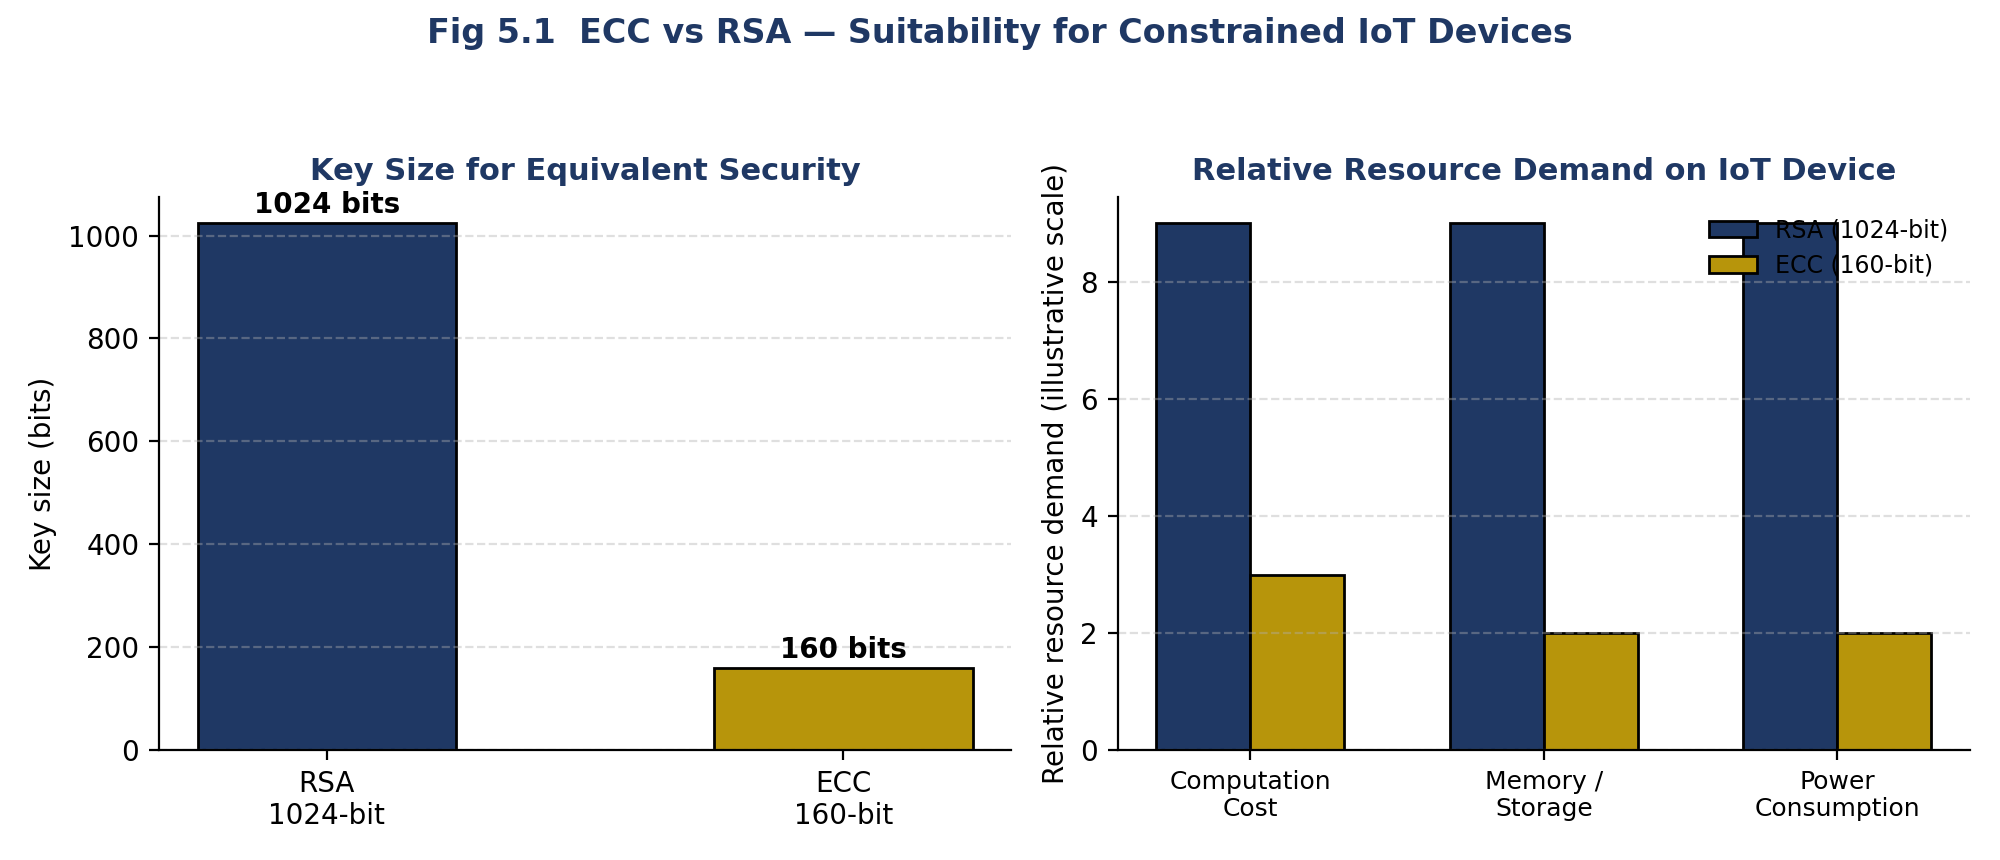 Fig 5.1  ECC vs RSA — Suitability for Constrained IoT Devices
Key Size for Equivalent Security
1024 bits
160 bits
Key size (bits)
1000
800
600
400
200
0
RSA
1024-bit
ECC
160-bit
Relative Resource Demand on IoT Device
RSA (1024-bit)
ECC (160-bit)
Relative resource demand (illustrative scale)
8
6
4
2
0
Computation
Cost
Memory /
Storage
Power
Consumption